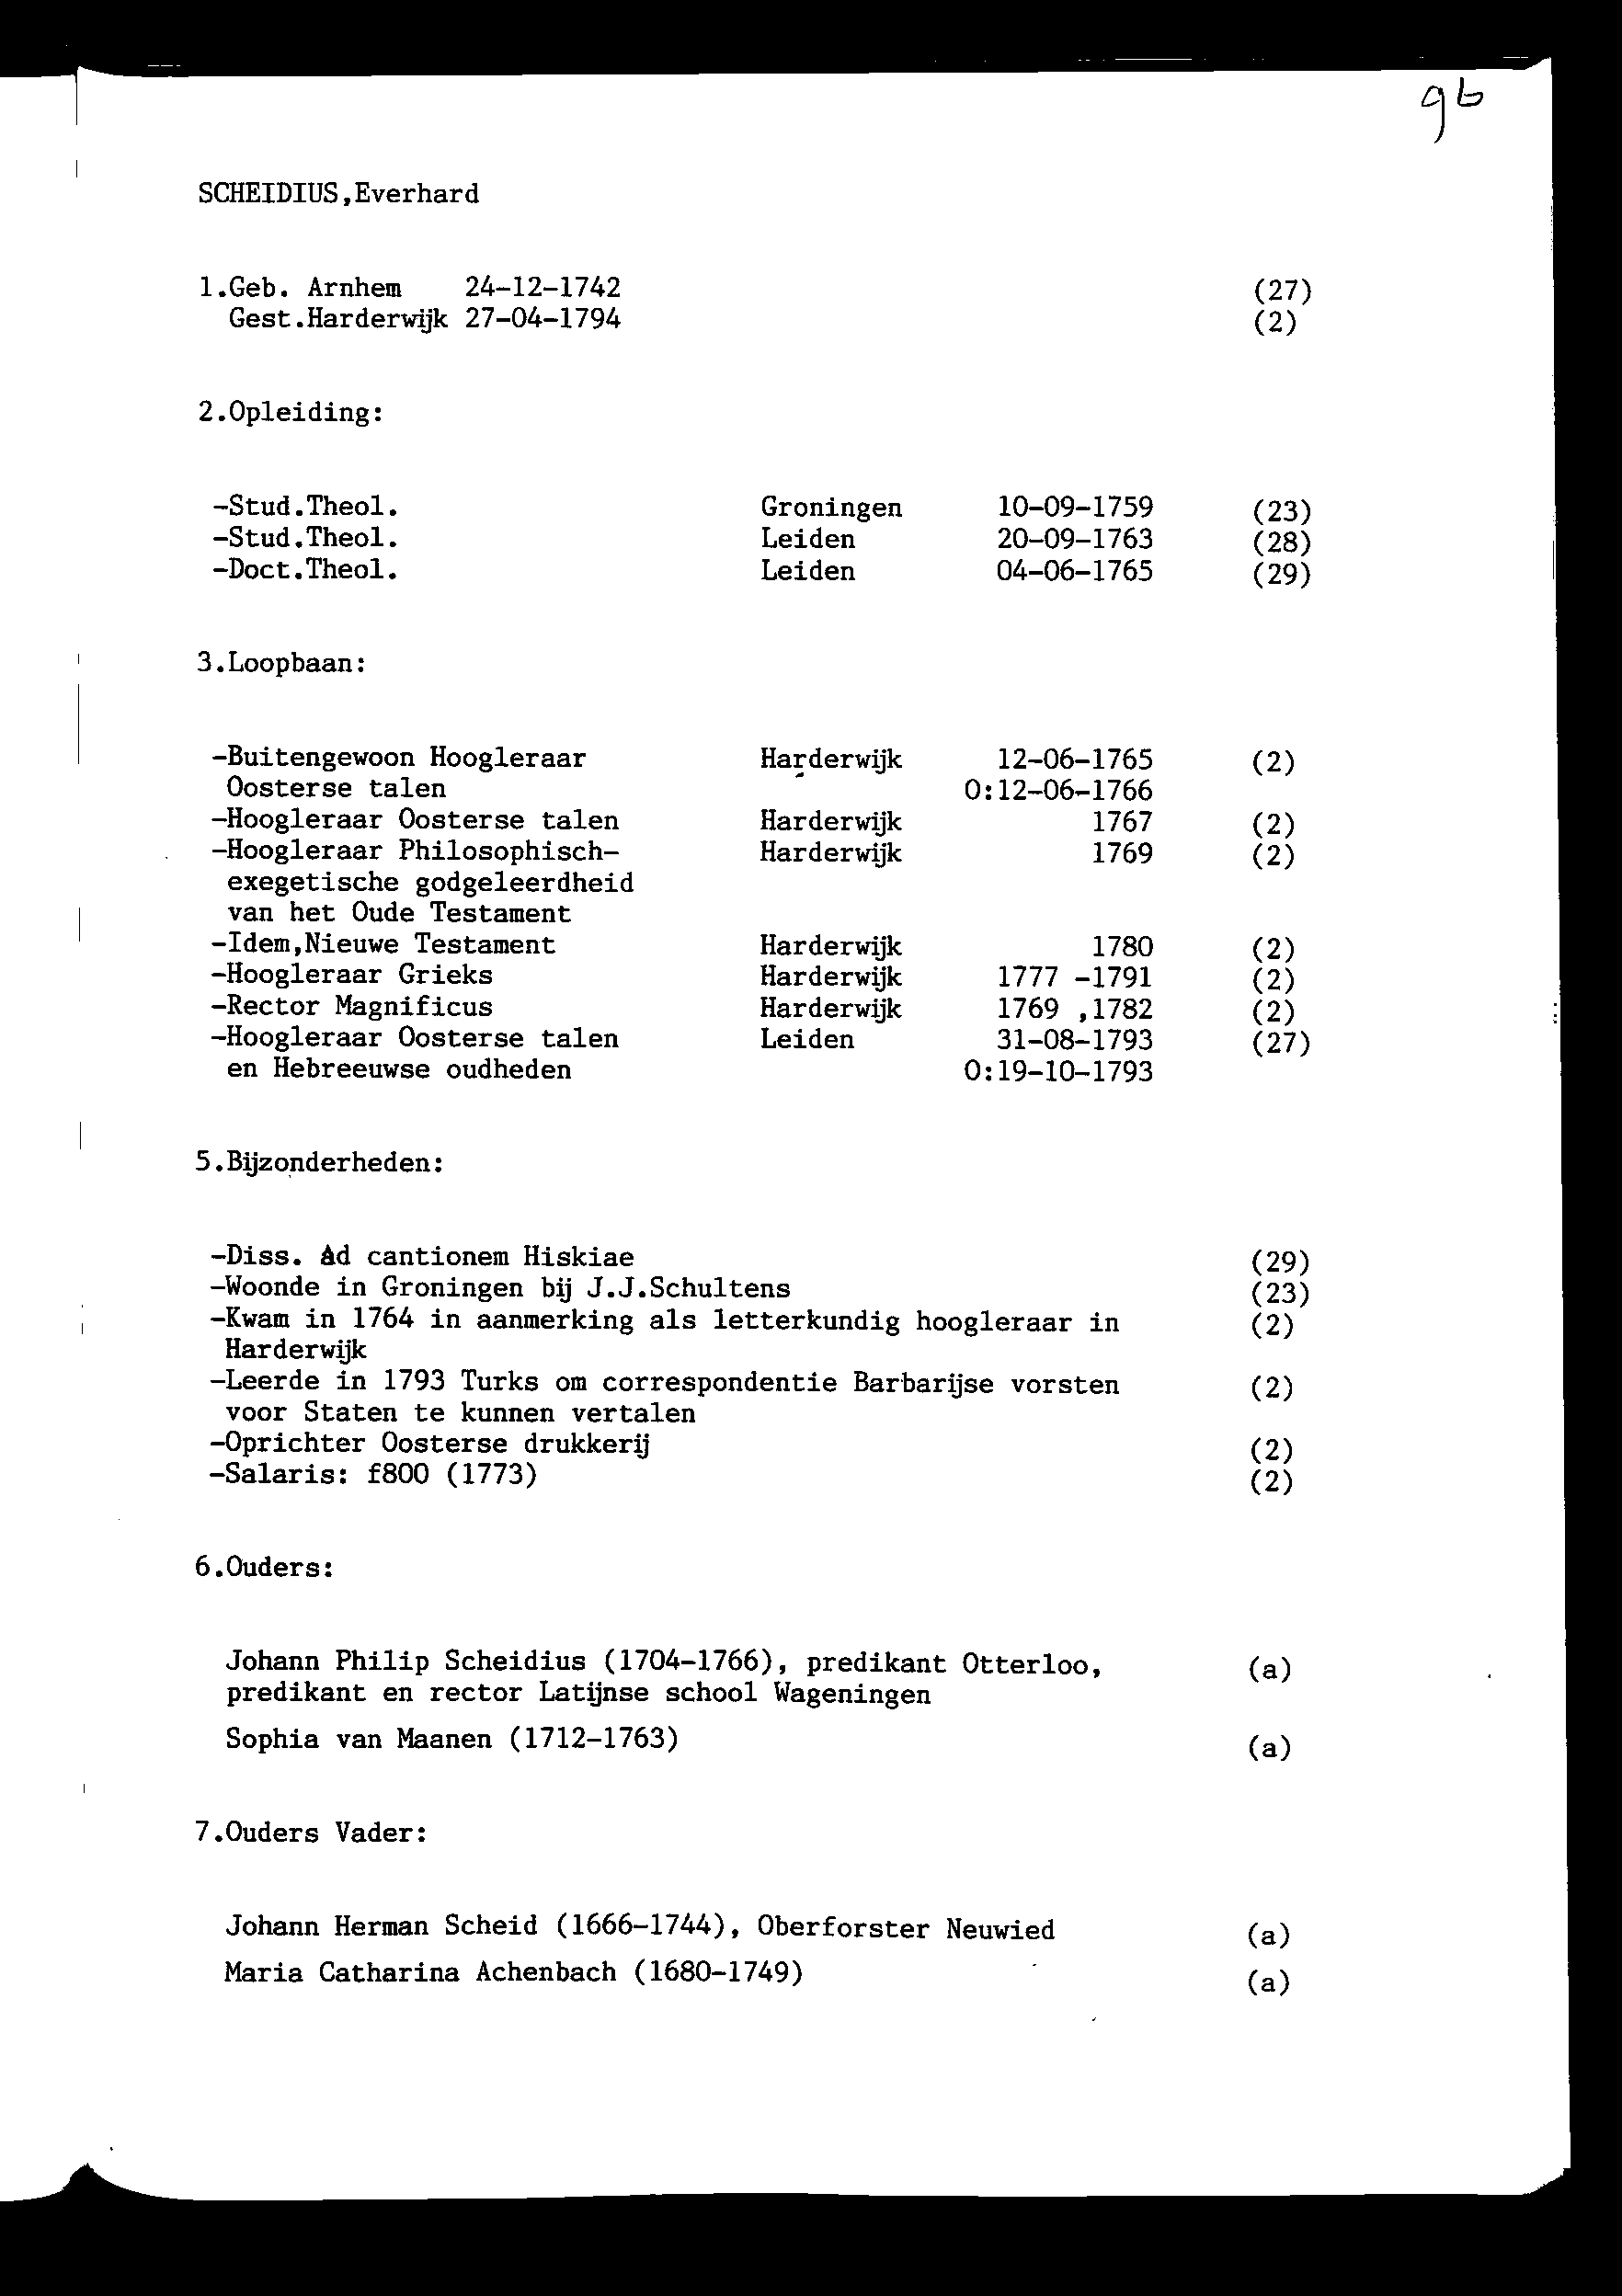 96
SCHEIDIUS,Everhard
1.Geb. Arnhem 24-12-1742 (27)
Gest.Harderwijk 27-04-1794 (2)
2.Opleiding:
-Stud.Theol. Groningen 10-09-1759 (23)
-Stud.Theol. Leiden 20-09-1763 (28)
-Doct.Theol. Leiden 04-06-1765 (29)
3.Loopbaan:
-Buitengewoon Hoogleraar Harderwijk 12-06-1765 (2)
Oosterse talen O:12-06-1766
-Hoogleraar Oosterse talen Harderwijk 1767 (2)
-Hoogleraar Philosophisch- Harderwijk 1769 (2)
exegetische godgeleerdheid
van het Oude Testament
-Idem,Nieuwe Testament Harderwijk 1780 (2)
-Hoogleraar Grieks Harderwijk 1777 -1791 (2)
-Rector Magnificus Harderwijk 1769 ,1782 (2)
-Hoogleraar Oosterse talen Leiden 31-08-1793 (27)
en Hebreeuwse oudheden O:19-10-1793
5.Bijzonderheden:
-Diss. Ad cantionem Hiskiae (29)
-Woonde in Groningen bij J.J.Schultens (23)
-Kwam in 1764 in aanmerking als letterkundig hoogleraar in (2)
Harderwijk
-Leerde in 1793 Turks om correspondentie Barbarijse vorsten (2)
voor Staten te kunnen vertalen
-Oprichter Oosterse drukkerij (2)
-Salaris: f800 (1773) (2)
6.Ouders:
Johann Philip Scheidius (1704-1766), predikant Otterloo, (a)
predikant en rector Latijnse school Wageningen
Sophia van Maanen (1712-1763) (a)
7.Ouders Vader:
Johann Herman Scheid (1666-1744), Oberforster Neuwied (a)
Maria Catharina Achenbach (1680-1749) (a)